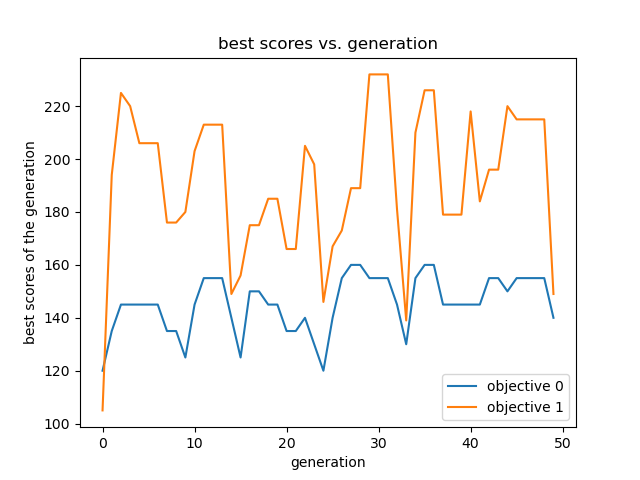 best scores vs. generation
best scores of the generation
220
200
180
160
140
120
100
0 10 20 30 40 50
generation
objective 0
objective 1